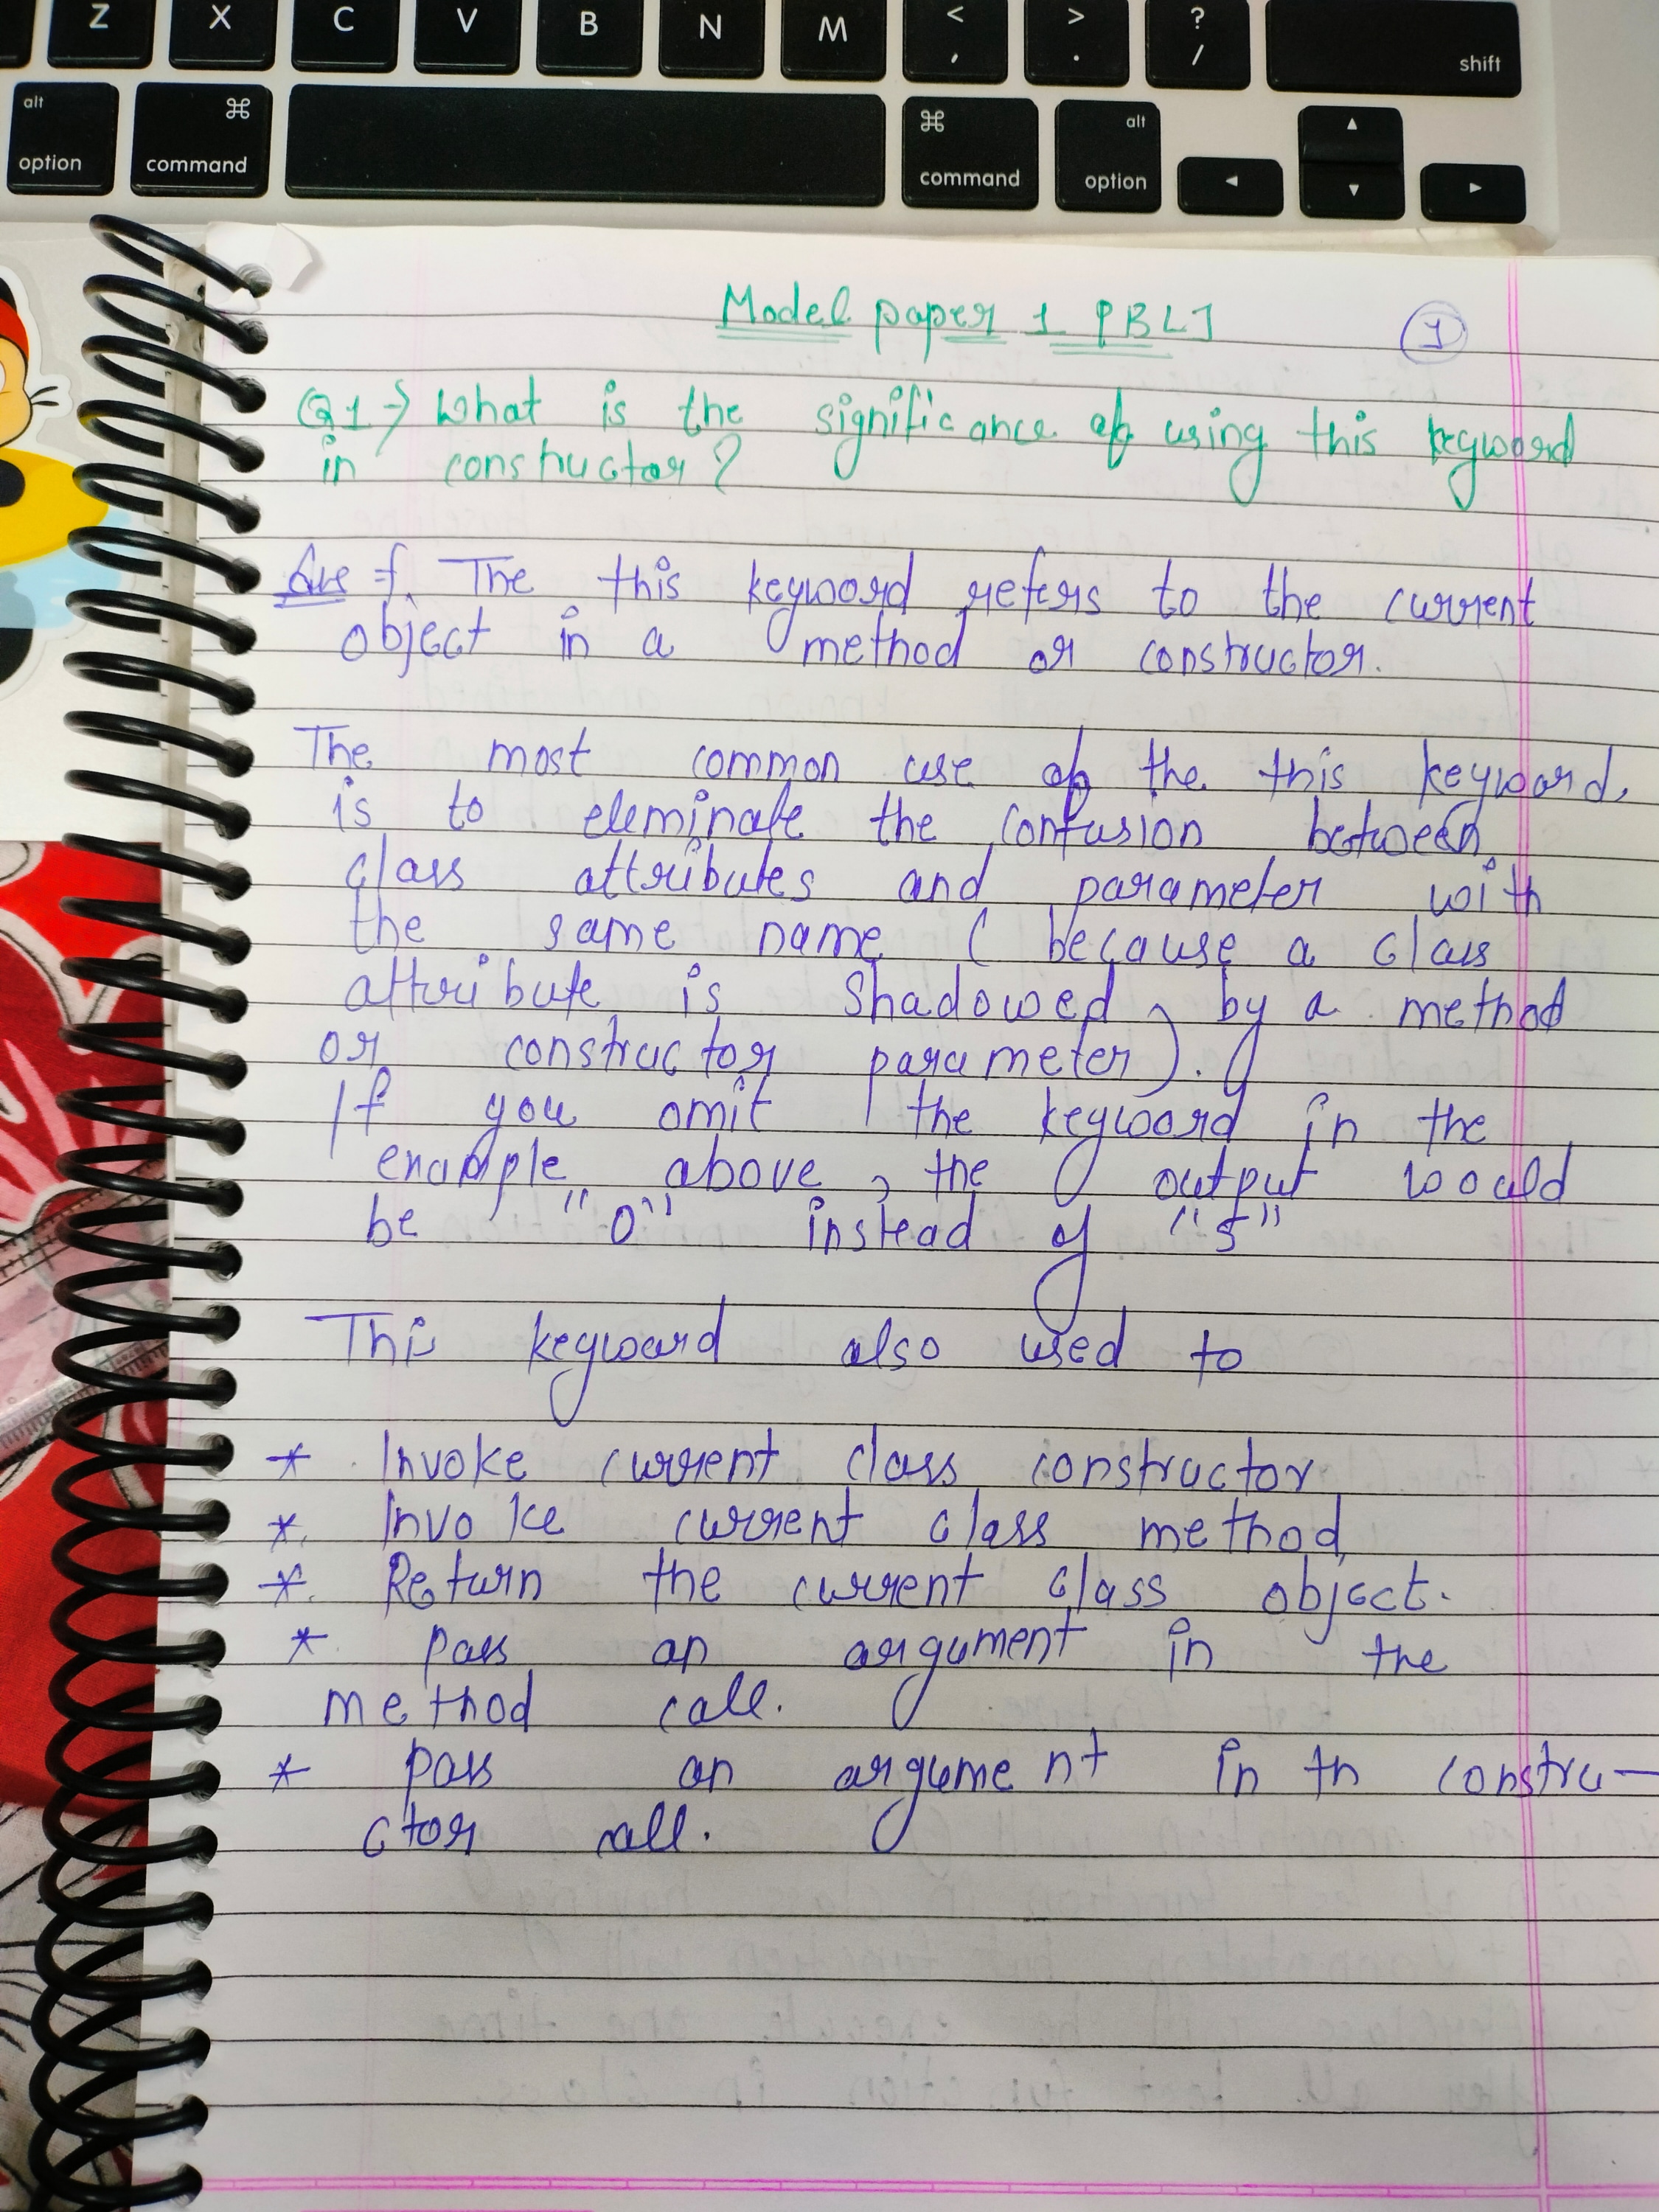 Z X C V B N M < , > . ? / shift
alt option ⌘ command ⌘ command alt option ◄ ▲ ▼ ►
Model paper 1 PBLJ
1
Q1→ What is the significance of using this keyword
in constructor?
Ans = The this keyword refers to the current
object in a method or constructor.
The most common use of the this keyword
is to eleminate the confusion between
class attributes and parameter with
the same name ( because a class
attribute is shadowed by a method
or constructor parameter).
If you omit the keyword in the
example above, the output would
be "0" instead of "5"
This keyword also used to
* Invoke current class constructor
* Invoke current class method
* Return the current class object.
* pass an argument in the
method call.
* pass an argument in th constru-
ctor call.